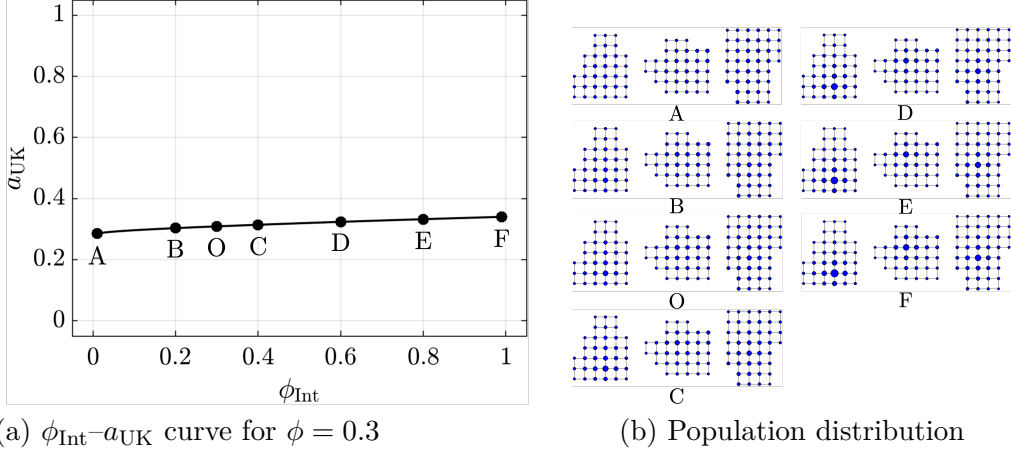 1
0.8
0.6
0.4
0.2
0
a_UK
A B O C D E F
0 0.2 0.4 0.6 0.8 1
ϕ_Int
A
B
O
C
D
E
F
a) ϕ_Int–a_UK curve for ϕ = 0.3
(b) Population distribution